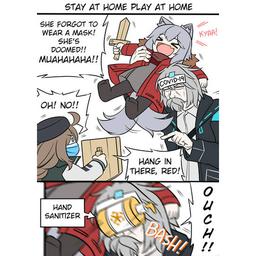 STAY AT HOME PLAY AT HOME
SHE FORGOT TO
WEAR A MASK!
SHE'S
DOOMED!!
MUAHAHAHA!!
KYAA!
COVID-19
OH! NO!!
HANG IN
THERE, RED!
HAND
SANITIZER
BASH!
OUCH!!